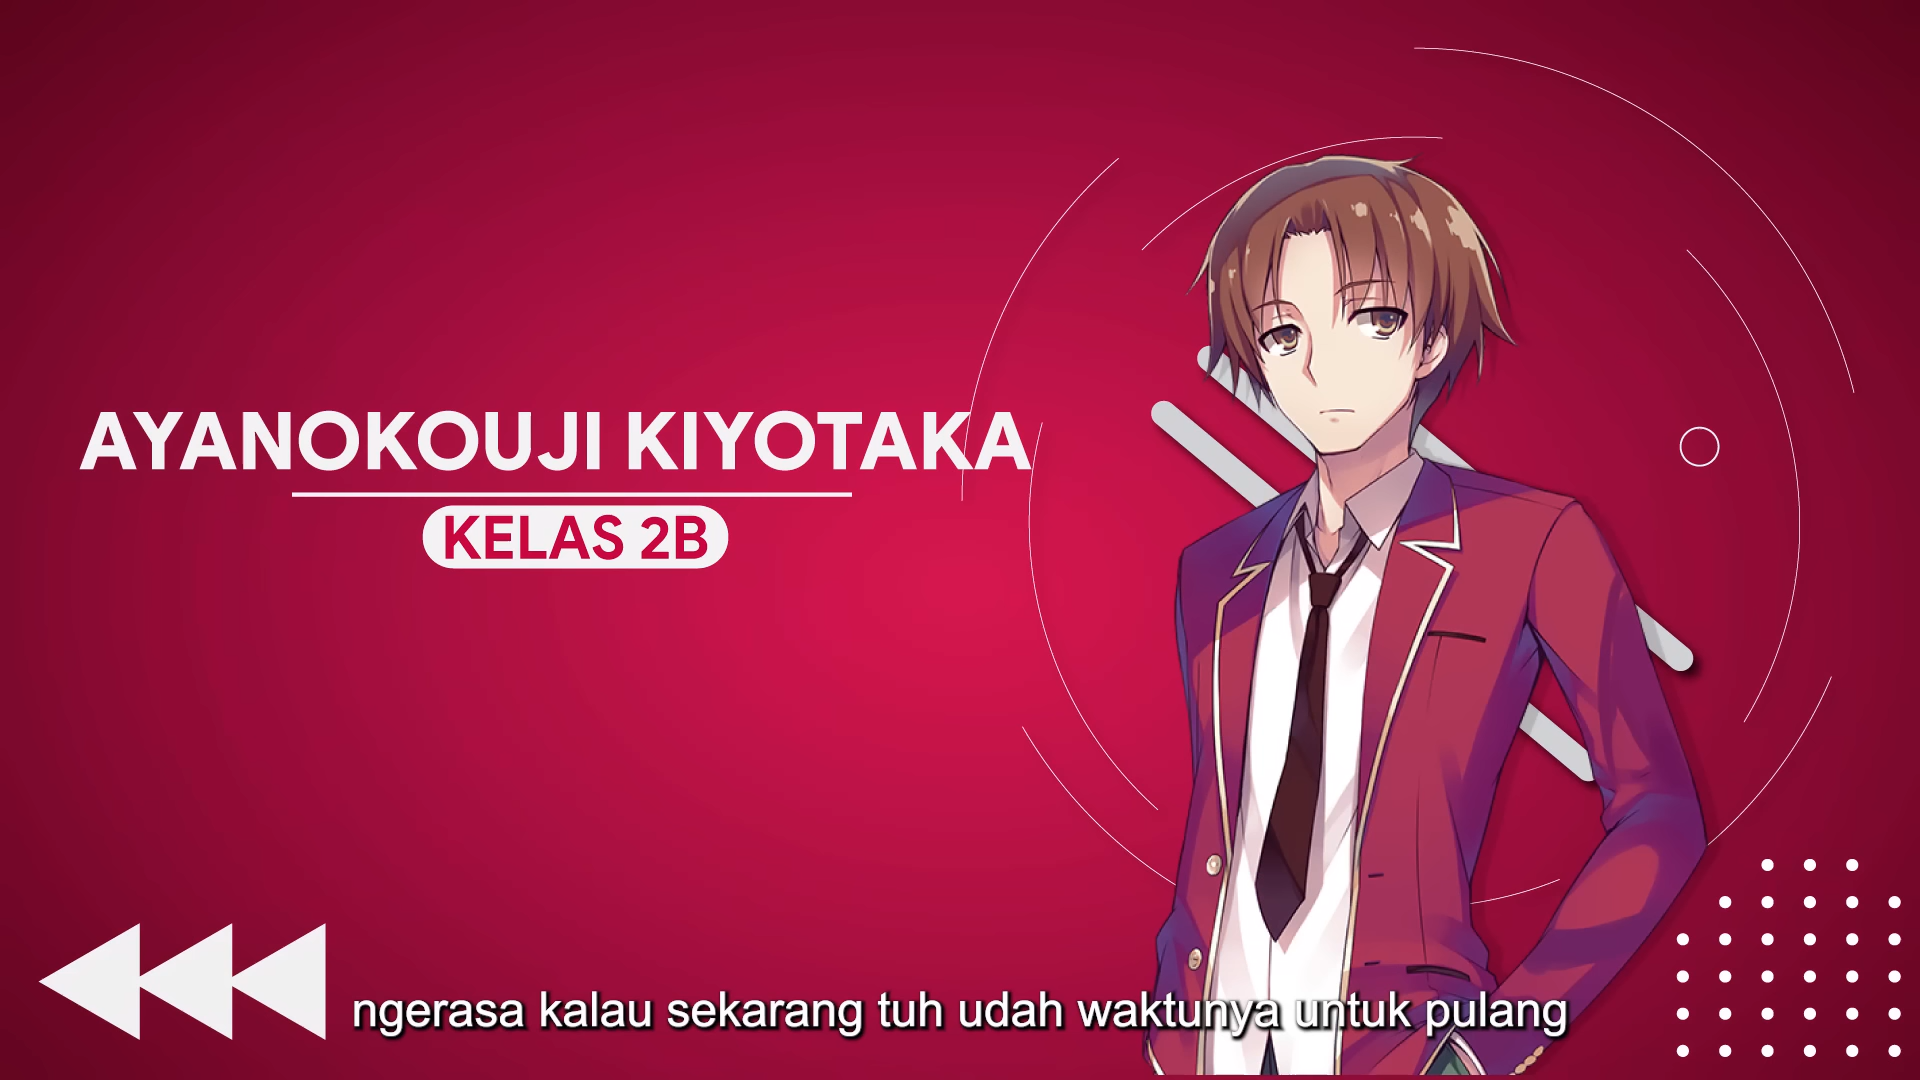 AYANOKOUJI KIYOTAKA
KELAS 2B
ngerasa kalau sekarang tuh udah waktunya untuk pulang